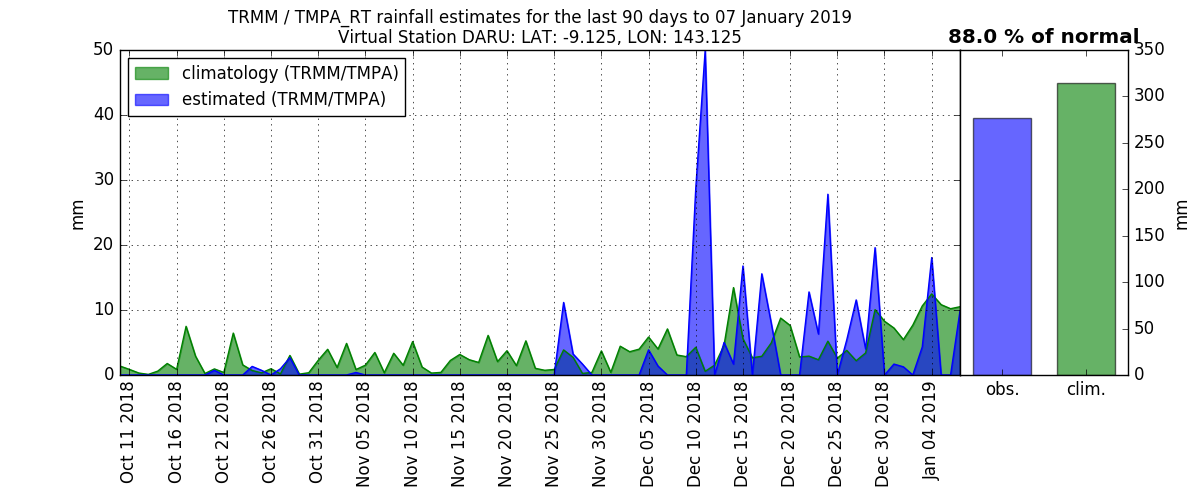 TRMM / TMPA_RT rainfall estimates for the last 90 days to 07 January 2019
Virtual Station DARU: LAT: -9.125, LON: 143.125
88.0 % of normal
climatology (TRMM/TMPA)
estimated (TRMM/TMPA)
50
40
30
20
10
0
mm
350
300
250
200
150
100
50
0
mm
Oct 11 2018
Oct 16 2018
Oct 21 2018
Oct 26 2018
Oct 31 2018
Nov 05 2018
Nov 10 2018
Nov 15 2018
Nov 20 2018
Nov 25 2018
Nov 30 2018
Dec 05 2018
Dec 10 2018
Dec 15 2018
Dec 20 2018
Dec 25 2018
Dec 30 2018
Jan 04 2019
obs.
clim.